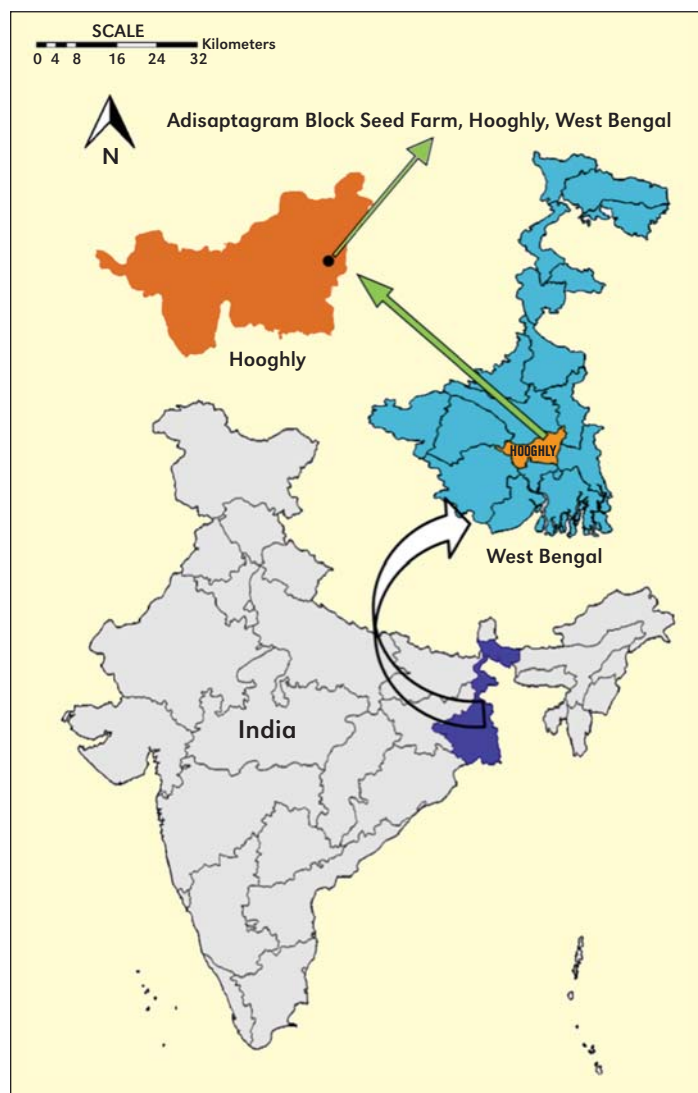 SCALE
Kilometers
0 4 8 16 24 32
N
Adisaptagram Block Seed Farm, Hooghly, West Bengal
Hooghly
HOOGHLY
West Bengal
India